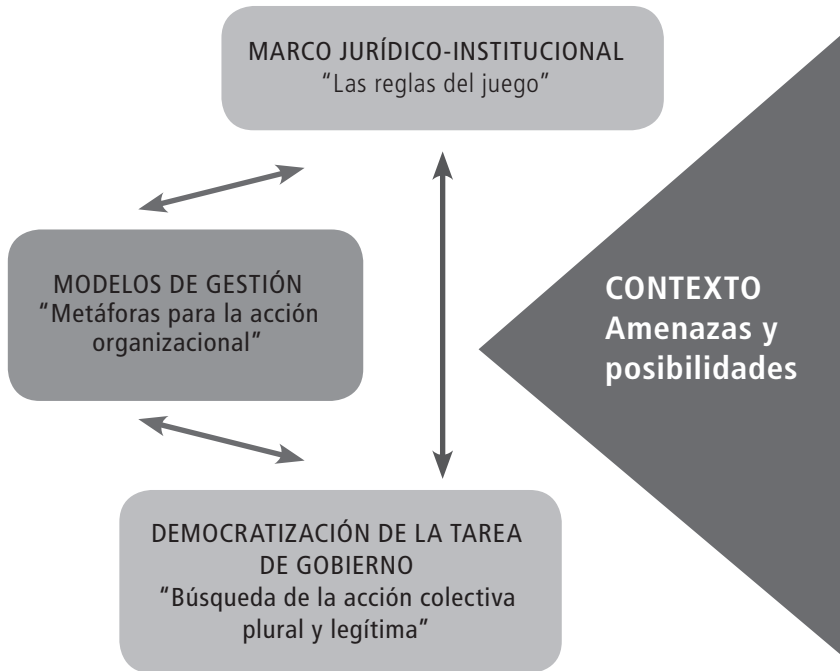 MARCO JURÍDICO-INSTITUCIONAL
“Las reglas del juego”
MODELOS DE GESTIÓN
“Metáforas para la acción
organizacional”
CONTEXTO
Amenazas y
posibilidades
DEMOCRATIZACIÓN DE LA TAREA
DE GOBIERNO
“Búsqueda de la acción colectiva
plural y legítima”